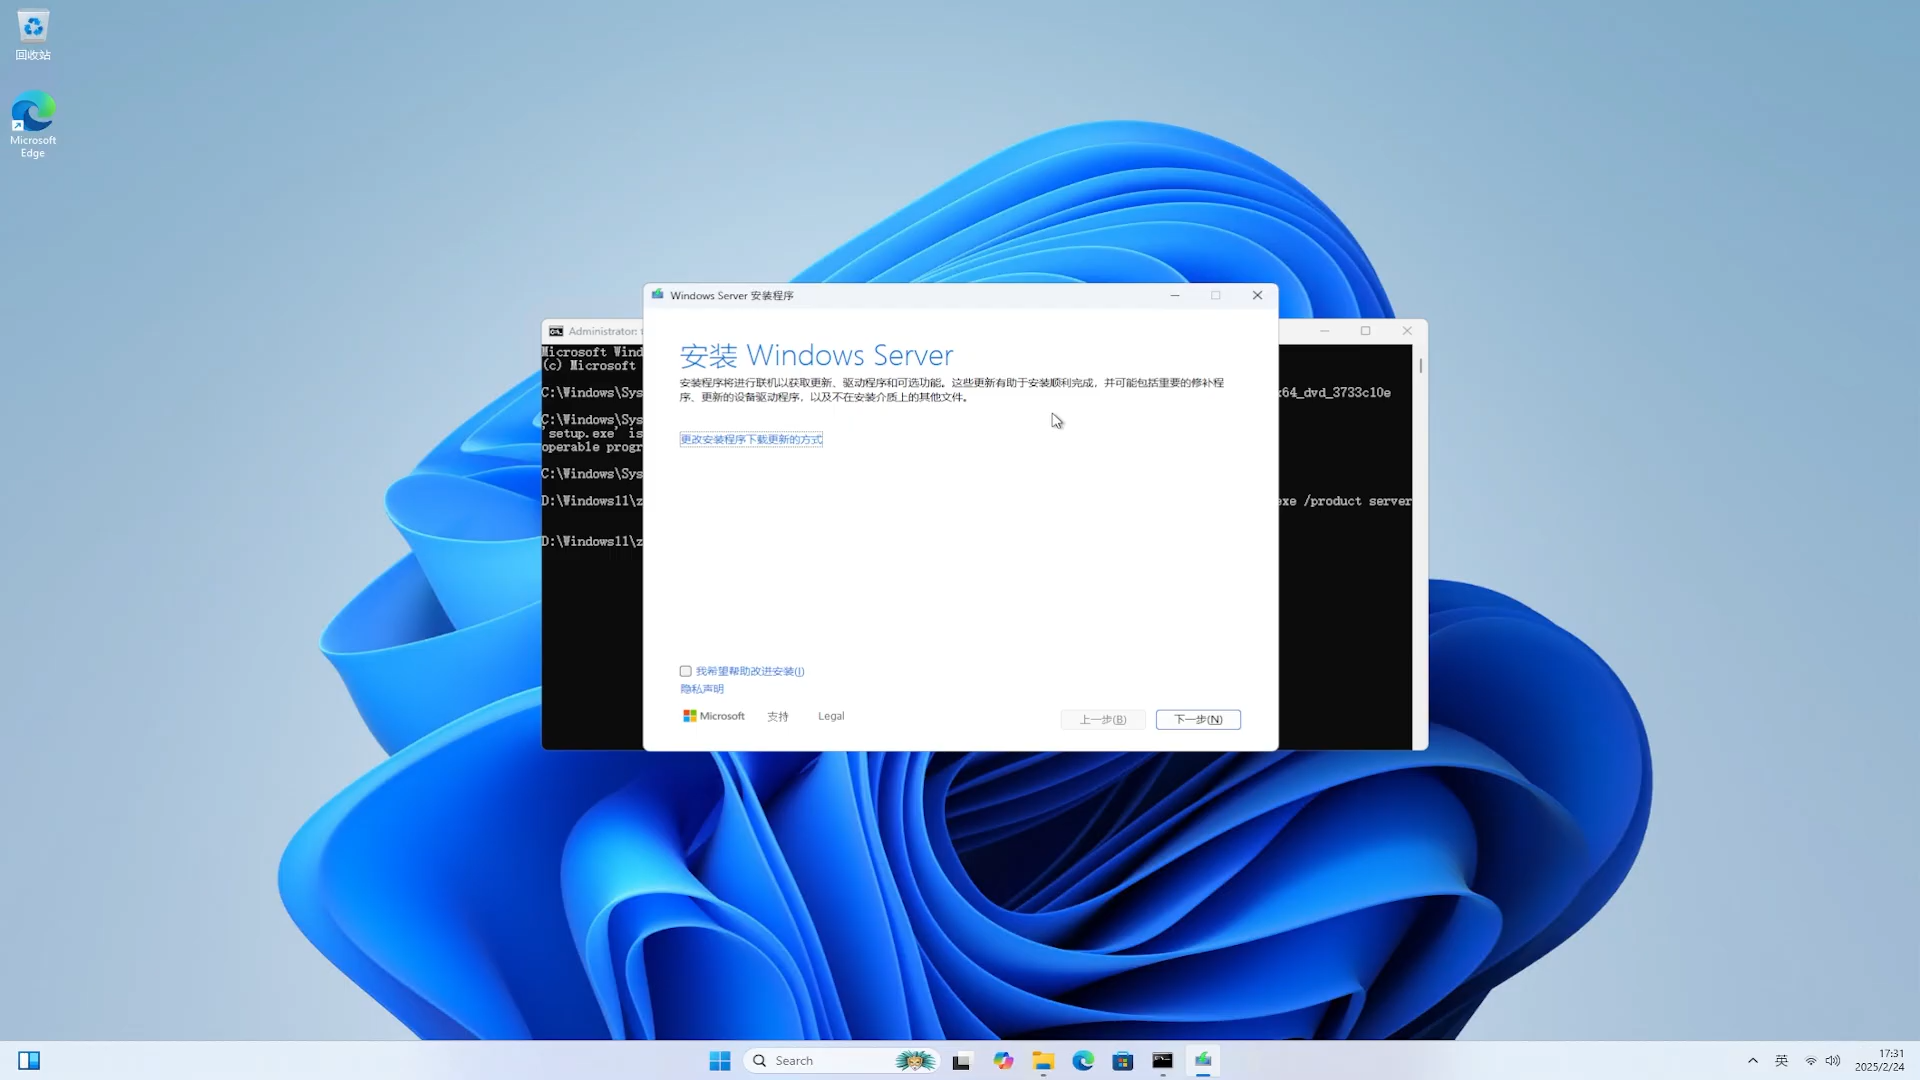 回收站
Microsoft
Edge
Windows Server 安装程序
安装 Windows Server
安装程序将进行联机以获取更新、驱动程序和可选功能。这些更新有助于安装顺利完成，并可能包括重要的修补程
序、更新的设备驱动程序，以及不在安装介质上的其他文件。
更改安装程序下载更新的方式
我希望帮助改进安装(I)
隐私声明
Microsoft 支持 Legal
上一步(B) 下一步(N)
Administrator:
Microsoft Wind
(c) Microsoft
C:\Windows\Sys x64_dvd_3733c10e
C:\Windows\Sys
'setup.exe' is
operable progr
C:\Windows\Sys
D:\Windows11\z exe /product server
D:\Windows11\z
Search
英
17:31
2025/2/24